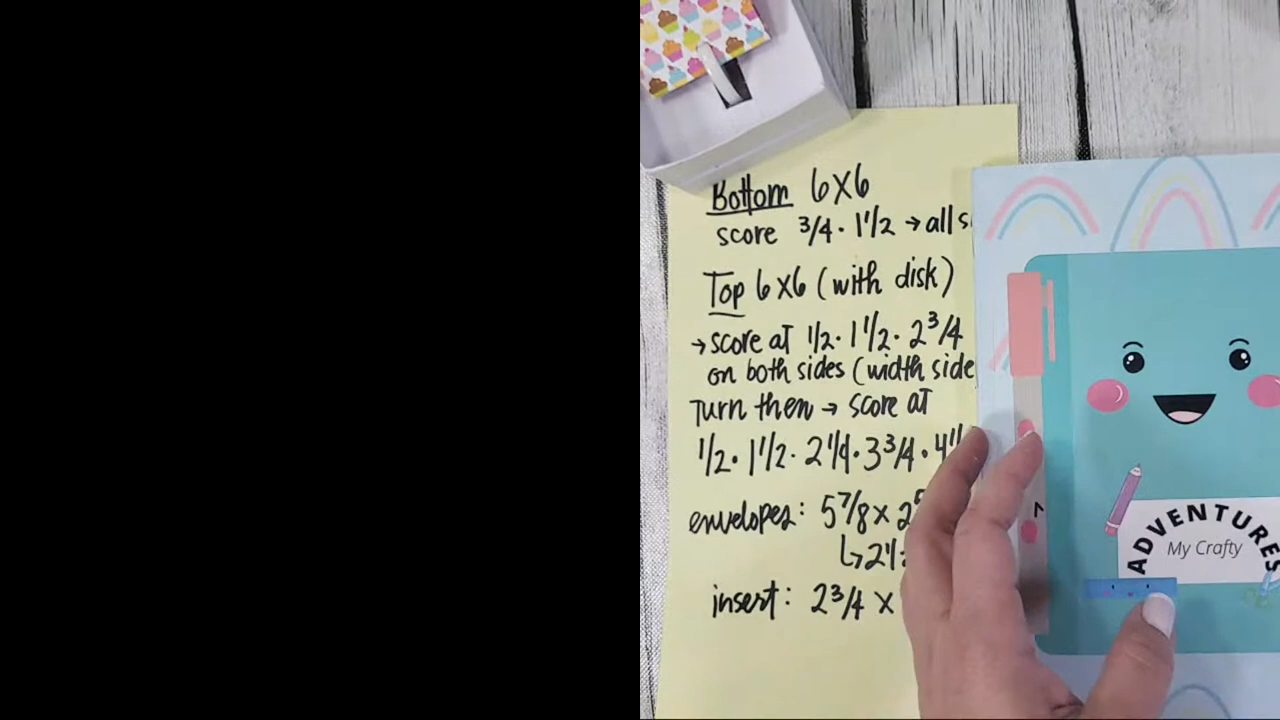 Bottom 6X6
score 3/4 · 1 1/2 → all
Top 6X6 (with disk)
→ score at 1/2 · 1 1/2 · 2 3/4
on both sides (width side
Turn then → score at
1/2 · 1 1/2 · 2 1/4 · 3 3/4 ·
envelopes: 5 7/8 x
insert: 2 3/4 x
ADVENTURES
My Crafty